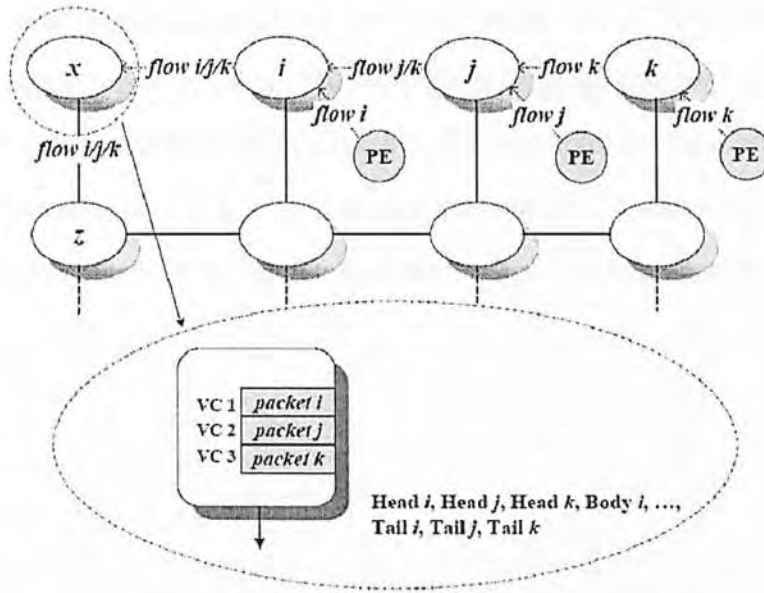 x flow i/j/k i flow j/k j flow k k
flow i flow j flow k
PE PE PE
flow i/j/k
z
VC 1 packet i
VC 2 packet j
VC 3 packet k
Head i, Head j, Head k, Body i, ...,
Tail i, Tail j, Tail k